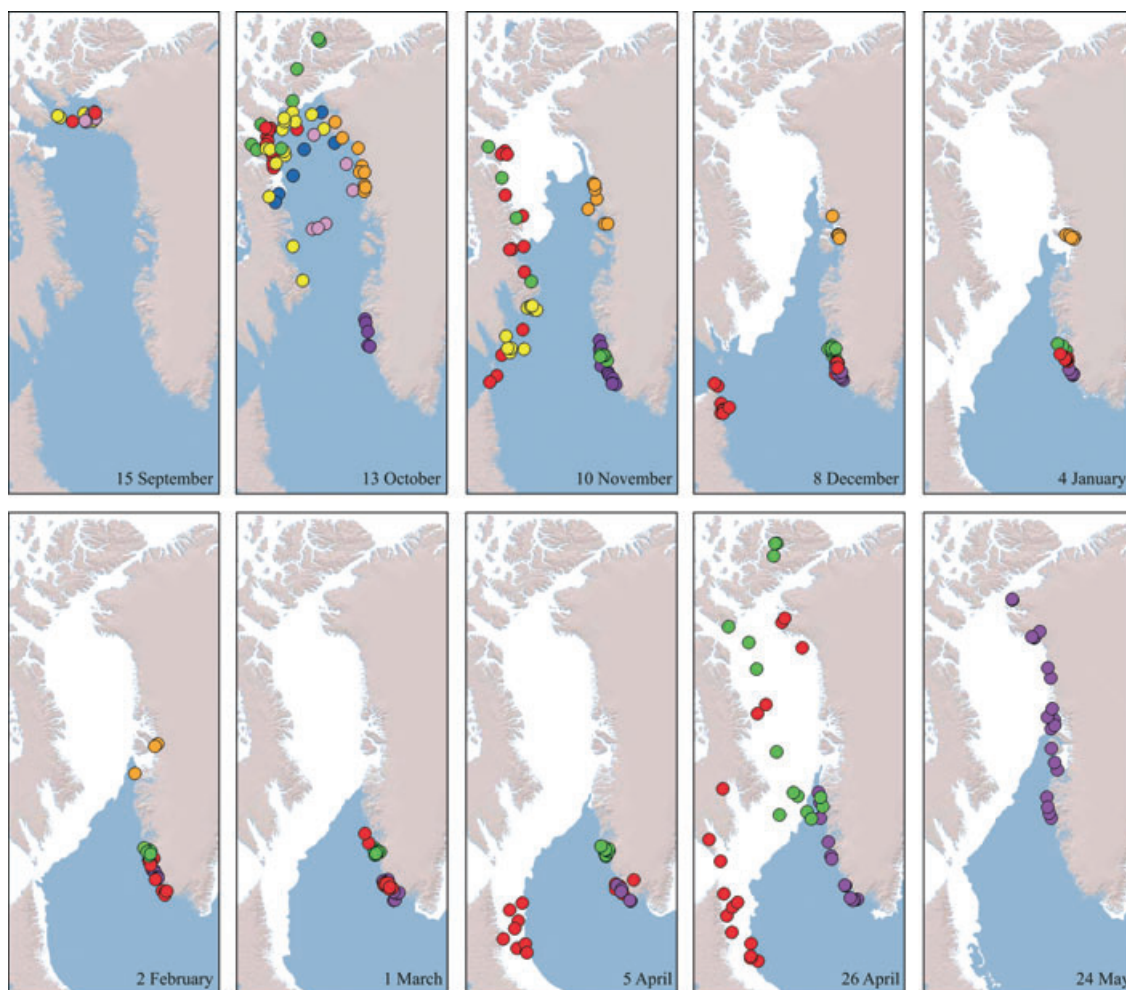 15 September
13 October
10 November
8 December
4 January
2 February
1 March
5 April
26 April
24 May